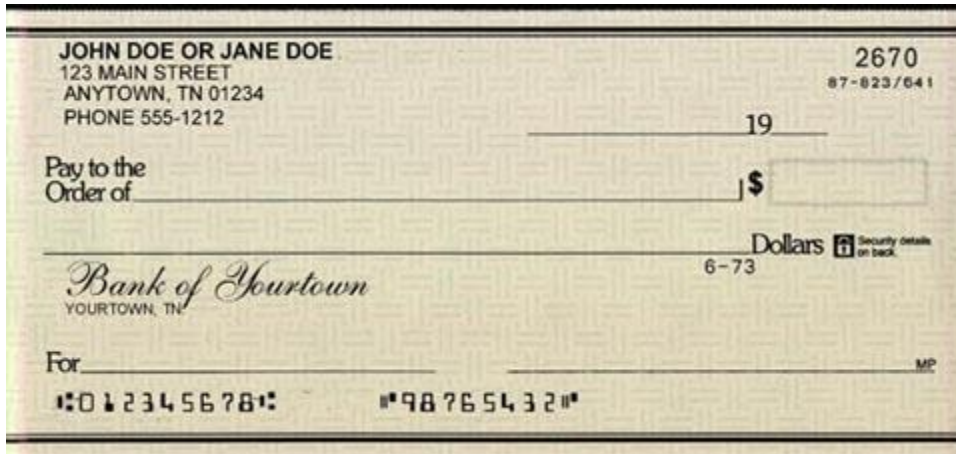 JOHN DOE OR JANE DOE
2670
123 MAIN STREET
87-823/641
ANYTOWN, TN 01234
PHONE 555-1212
19
Pay to the
Order of
$
Dollars
Security details
on back.
6-73
Bank of Yourtown
YOURTOWN, TN
For
MP
⑆012345678⑆ ⑈98765432⑈